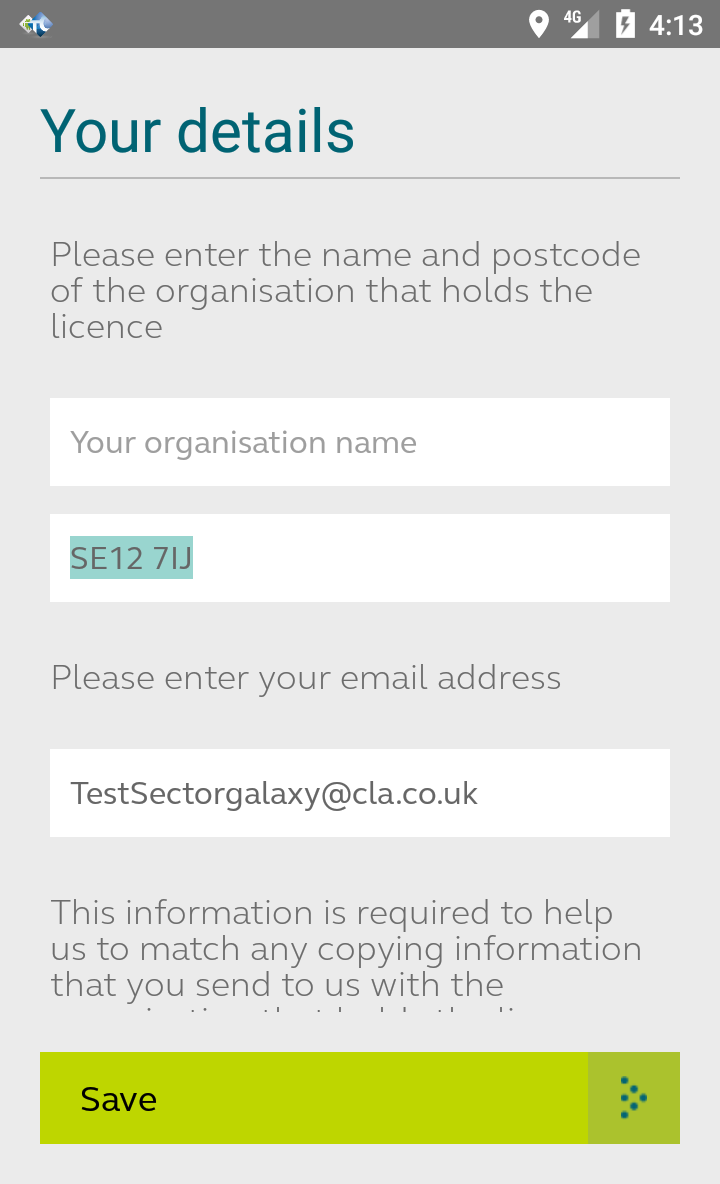 4G 4:13
Your details
Please enter the name and postcode
of the organisation that holds the
licence
Your organisation name
SE12 7IJ
Please enter your email address
TestSectorgalaxy@cla.co.uk
This information is required to help
us to match any copying information
that you send to us with the
Save